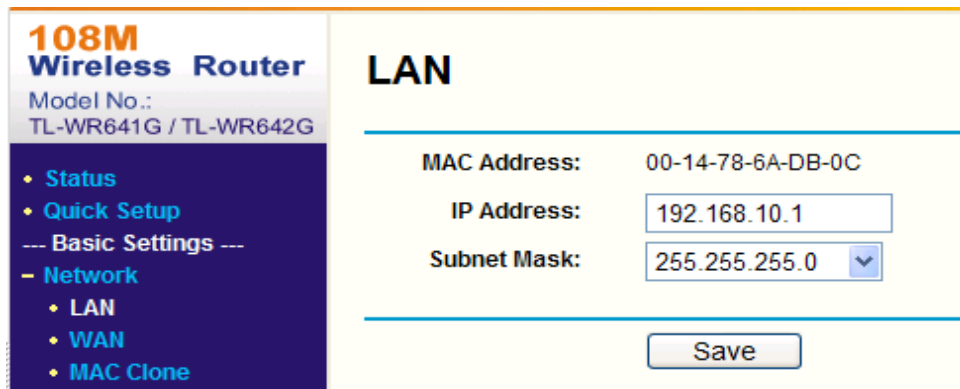 108M
Wireless Router
Model No.:
TL-WR641G / TL-WR642G
• Status
• Quick Setup
--- Basic Settings ---
– Network
• LAN
• WAN
• MAC Clone
LAN
MAC Address: 00-14-78-6A-DB-0C
IP Address: 192.168.10.1
Subnet Mask: 255.255.255.0
Save